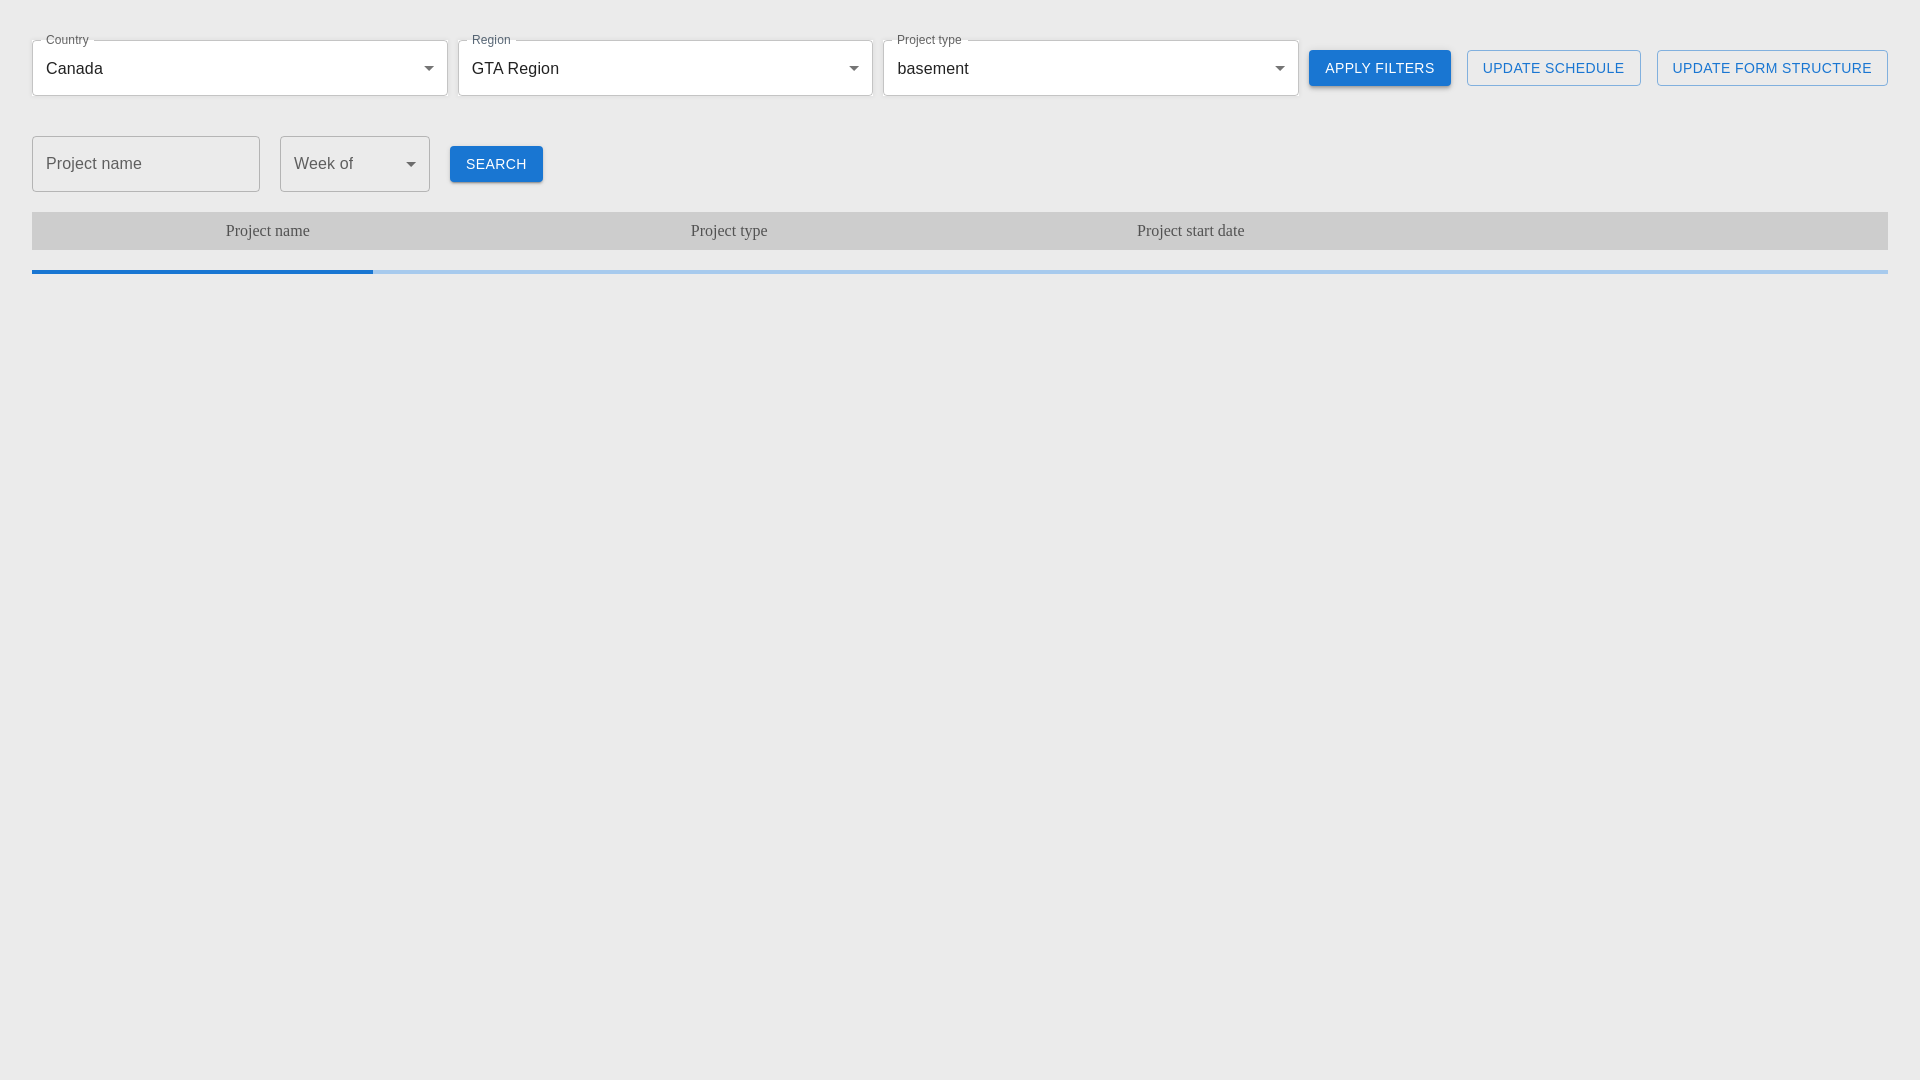 Country
Canada
Region
GTA Region
Project type
basement
APPLY FILTERS
UPDATE SCHEDULE
UPDATE FORM STRUCTURE
Project name
Week of
SEARCH
Project name
Project type
Project start date